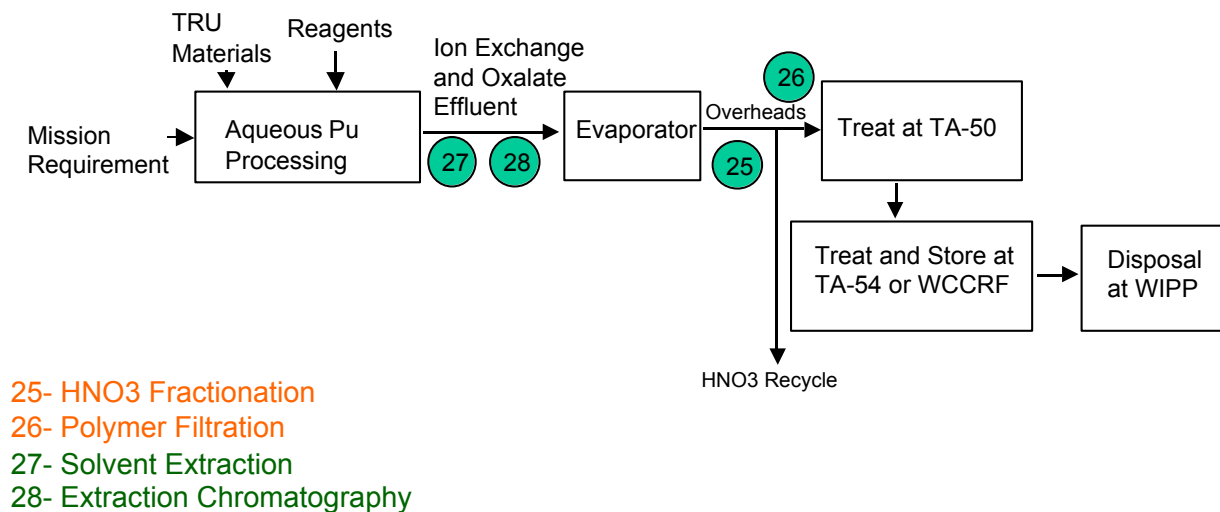 TRU
Materials
Reagents
Ion Exchange
and Oxalate
Effluent
26
Mission
Requirement
Aqueous Pu
Processing
27
28
Evaporator
Overheads
25
Treat at TA-50
Treat and Store at
TA-54 or WCCRF
Disposal
at WIPP
HNO3 Recycle
25- HNO3 Fractionation
26- Polymer Filtration
27- Solvent Extraction
28- Extraction Chromatography